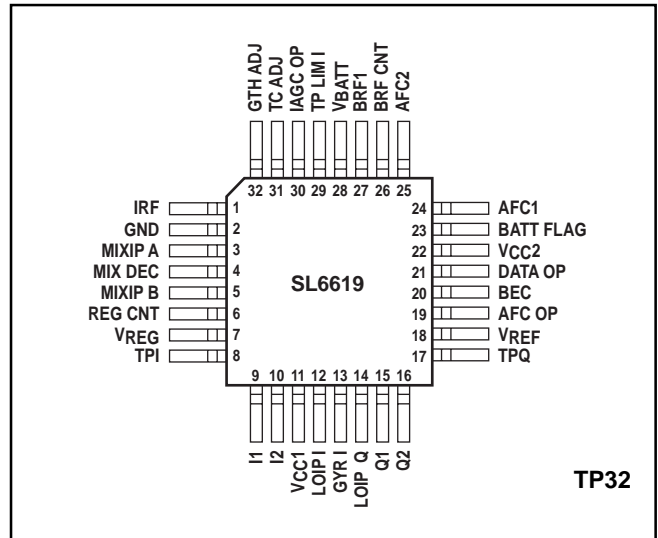 GTH ADJ
TC ADJ
IAGC OP
TP LIM I
VBATT
BRF1
BRF CNT
AFC2
32 31 30 29 28 27 26 25
IRF 1
GND 2
MIXIP A 3
MIX DEC 4
MIXIP B 5
REG CNT 6
VREG 7
TPI 8
SL6619
24 AFC1
23 BATT FLAG
22 VCC2
21 DATA OP
20 BEC
19 AFC OP
18 VREF
17 TPQ
9 10 11 12 13 14 15 16
I1
I2
VCC1
LOIP I
GYR I
LOIP Q
Q1
Q2
TP32